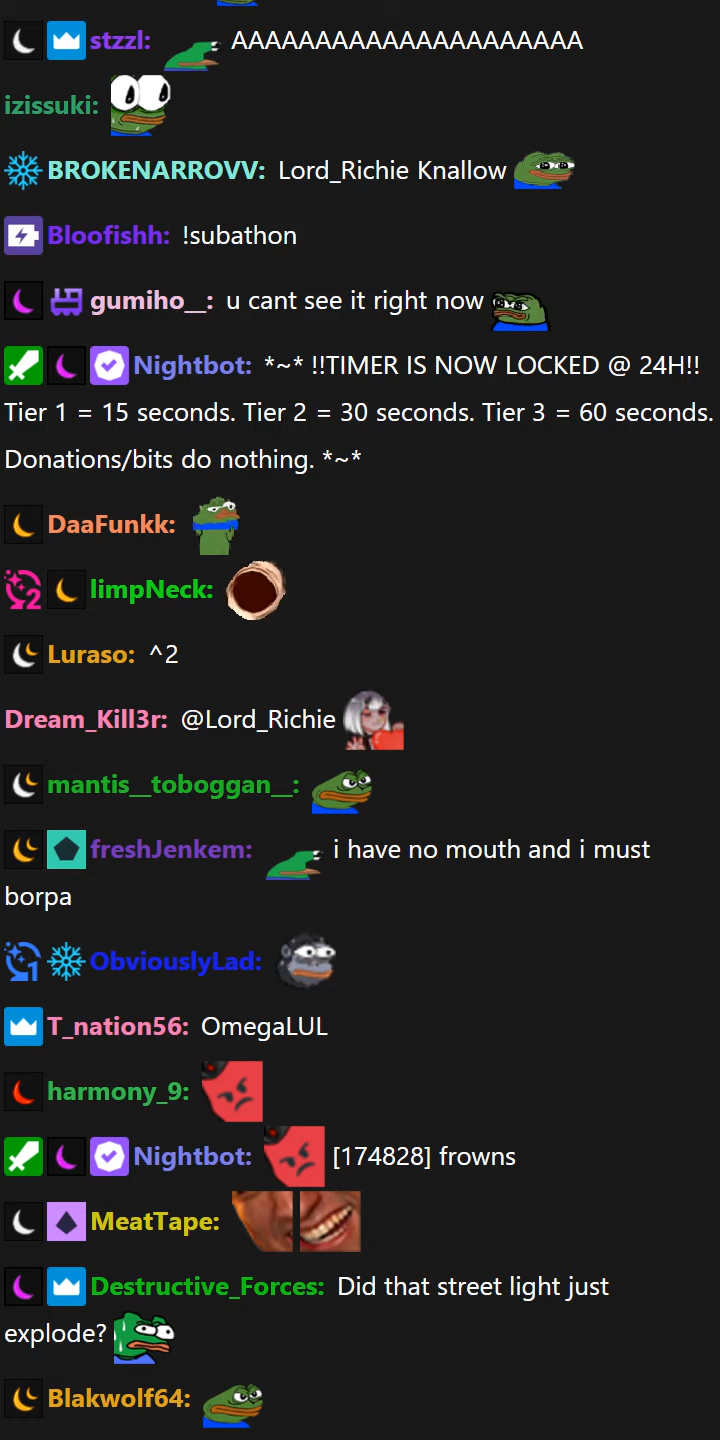 stzzl: AAAAAAAAAAAAAAAAAAAAA
izissuki:
BROKENARROVV: Lord_Richie Knallow
Bloofishh: !subathon
gumiho__: u cant see it right now
Nightbot: *~* !!TIMER IS NOW LOCKED @ 24H!!
Tier 1 = 15 seconds. Tier 2 = 30 seconds. Tier 3 = 60 seconds.
Donations/bits do nothing. *~*
DaaFunkk:
2 limpNeck:
Luraso: ^2
Dream_Kill3r: @Lord_Richie
mantis__toboggan__:
freshJenkem: i have no mouth and i must
borpa
1 ObviouslyLad:
T_nation56: OmegaLUL
harmony_9:
Nightbot: [174828] frowns
MeatTape:
Destructive_Forces: Did that street light just
explode?
Blakwolf64: